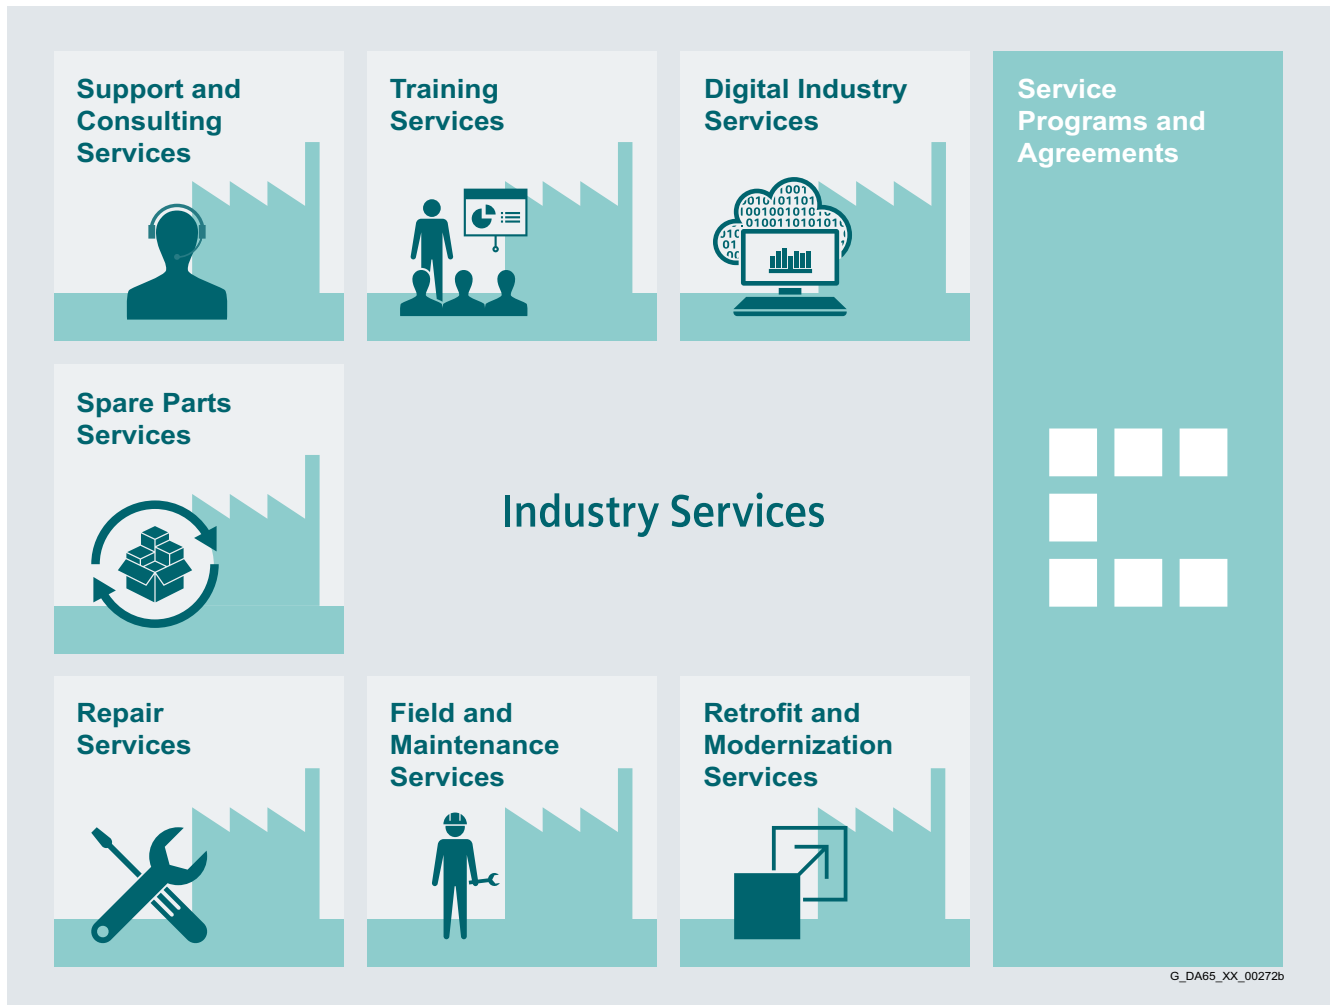 Support and
Consulting
Services
Training
Services
Digital Industry
Services
Service
Programs and
Agreements
Spare Parts
Services
Industry Services
Repair
Services
Field and
Maintenance
Services
Retrofit and
Modernization
Services
G_DA65_XX_00272b